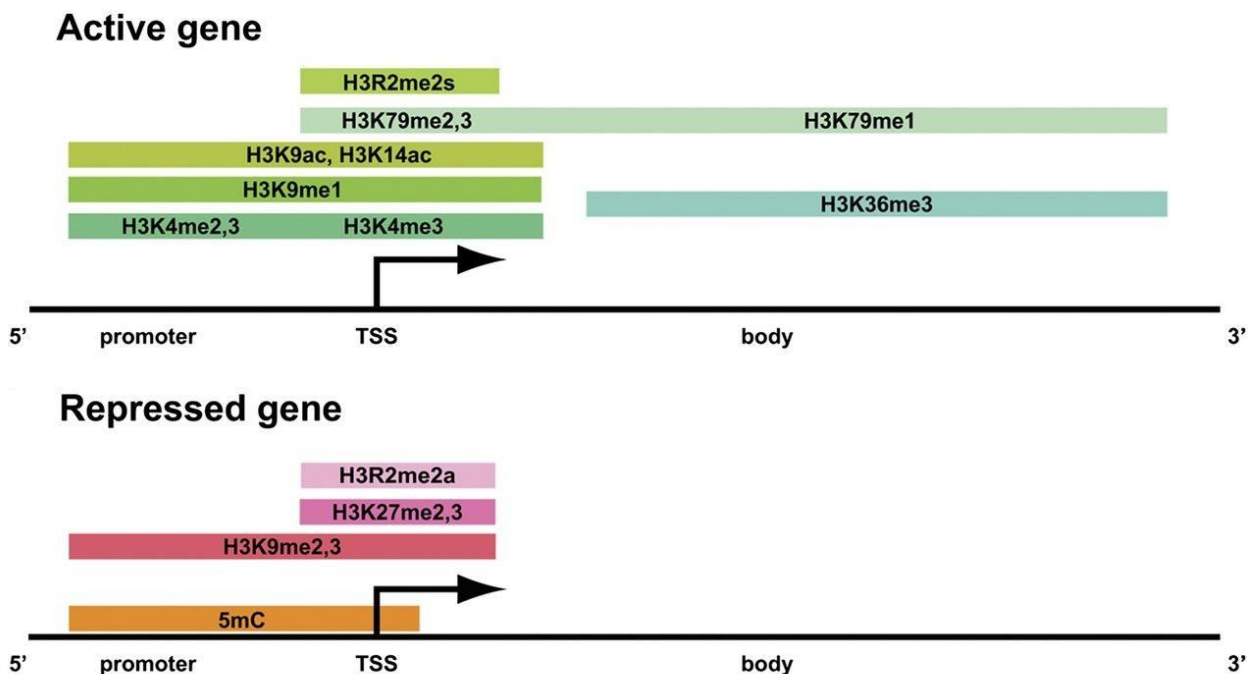 Active gene
H3R2me2s
H3K79me2,3 H3K79me1
H3K9ac, H3K14ac
H3K9me1
H3K36me3
H3K4me2,3 H3K4me3
5’ promoter TSS body 3’
Repressed gene
H3R2me2a
H3K27me2,3
H3K9me2,3
5mC
5’ promoter TSS body 3’